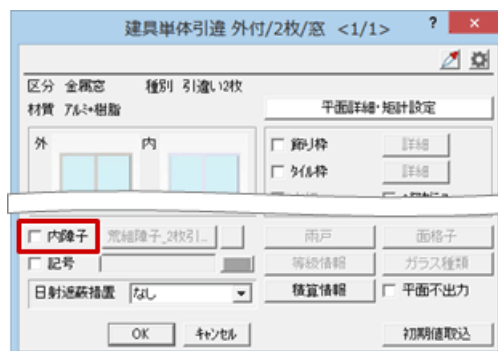 建具単体引違 外付/2枚/窓 <1/1> ? ×
区分 金属窓 種別 引違い2枚
材質 アルミ+樹脂 平面詳細・矩計設定
外 内 飾り枠 詳細
タイル枠 詳細
内障子 荒組障子_2枚引... 雨戸 面格子
記号 等級情報 ガラス種類
日射遮蔽措置 なし 積算情報 平面不出力
OK キャンセル 初期値取込